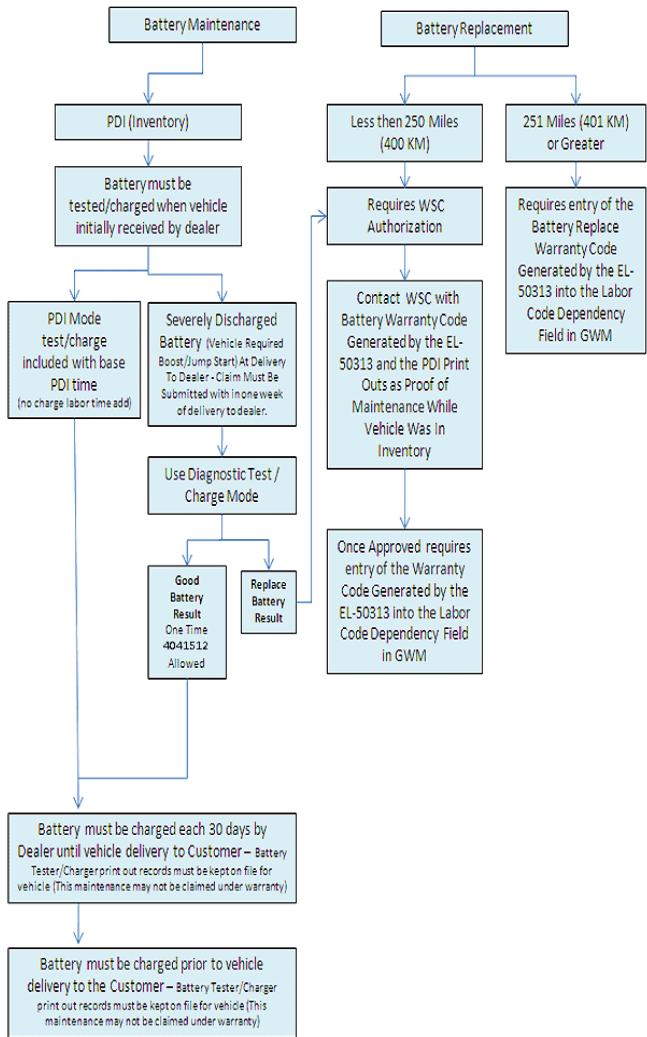 Battery Maintenance
PDI (Inventory)
Battery must be
tested/charged when vehicle
initially received by dealer
PDI Mode
test/charge
included with base
PDI time
(no charge labor time add)
Severely Discharged
Battery (Vehicle Required
Boost/Jump Start) At Delivery
To Dealer - Claim Must Be
Submitted with in one week
of delivery to dealer.
Use Diagnostic Test /
Charge Mode
Good
Battery
Result
One Time
4041512
Allowed
Replace
Battery
Result
Battery must be charged each 30 days by
Dealer until vehicle delivery to Customer – Battery
Tester/Charger print out records must be kept on file for
vehicle (This maintenance may not be claimed under warranty)
Battery must be charged prior to vehicle
delivery to the Customer – Battery Tester/Charger
print out records must be kept on file for vehicle (This
maintenance may not be claimed under warranty)
Battery Replacement
Less then 250 Miles
(400 KM)
Requires WSC
Authorization
Contact WSC with
Battery Warranty Code
Generated by the EL-
50313 and the PDI Print
Outs as Proof of
Maintenance While
Vehicle Was In
Inventory
Once Approved requires
entry of the Warranty
Code Generated by the
EL-50313 into the Labor
Code Dependency Field
in GWM
251 Miles (401 KM)
or Greater
Requires entry of the
Battery Replace
Warranty Code
Generated by the EL-
50313 into the Labor
Code Dependency
Field in GWM